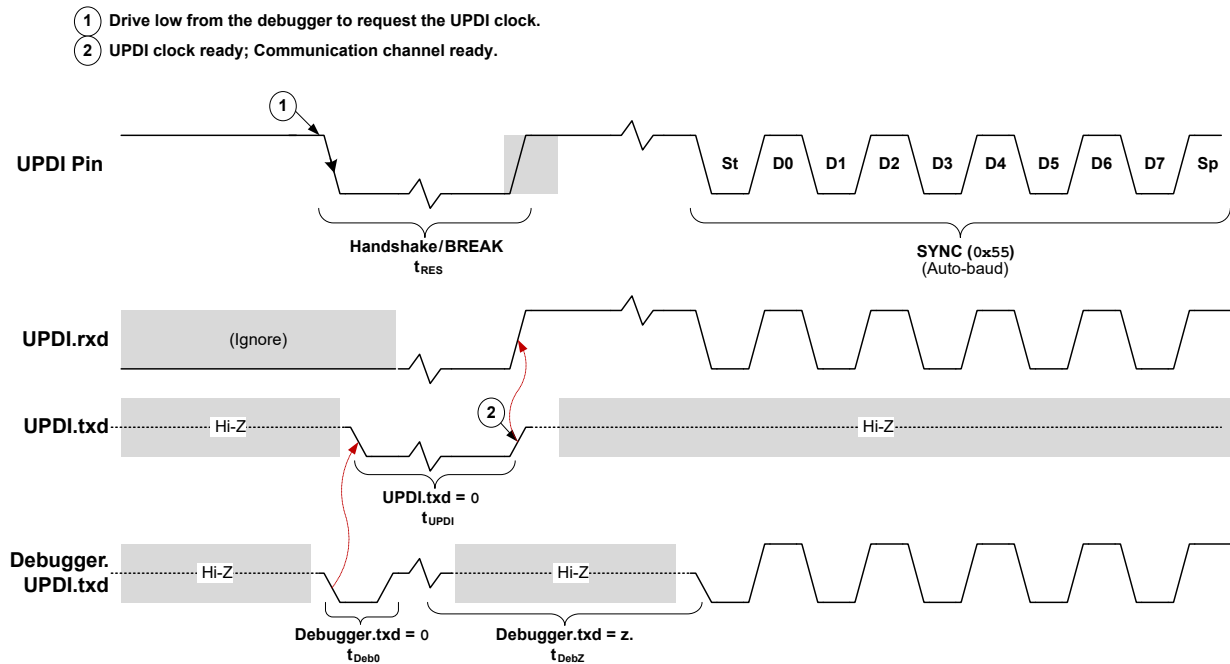 1 Drive low from the debugger to request the UPDI clock.
2 UPDI clock ready; Communication channel ready.
1
UPDI Pin
St D0 D1 D2 D3 D4 D5 D6 D7 Sp
Handshake/BREAK
tRES
SYNC (0x55)
(Auto-baud)
UPDI.rxd
(Ignore)
2
UPDI.txd
Hi-Z
Hi-Z
UPDI.txd = 0
tUPDI
Debugger.
UPDI.txd
Hi-Z
Hi-Z
Debugger.txd = 0
tDeb0
Debugger.txd = z.
tDebZ